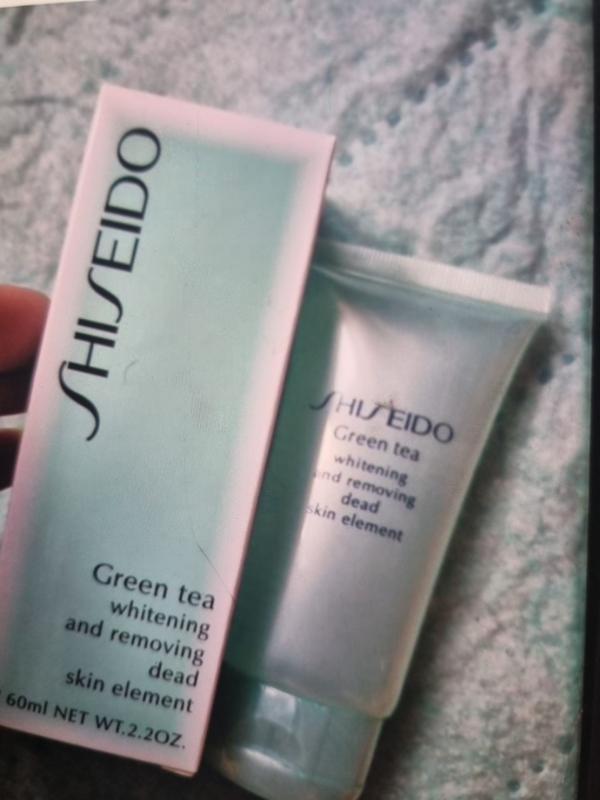 SHISEIDO
Green tea
whitening
and removing
dead
skin element
60ml NET WT.2.2OZ.
SHISEIDO
Green tea
whitening
and removing
dead
skin element